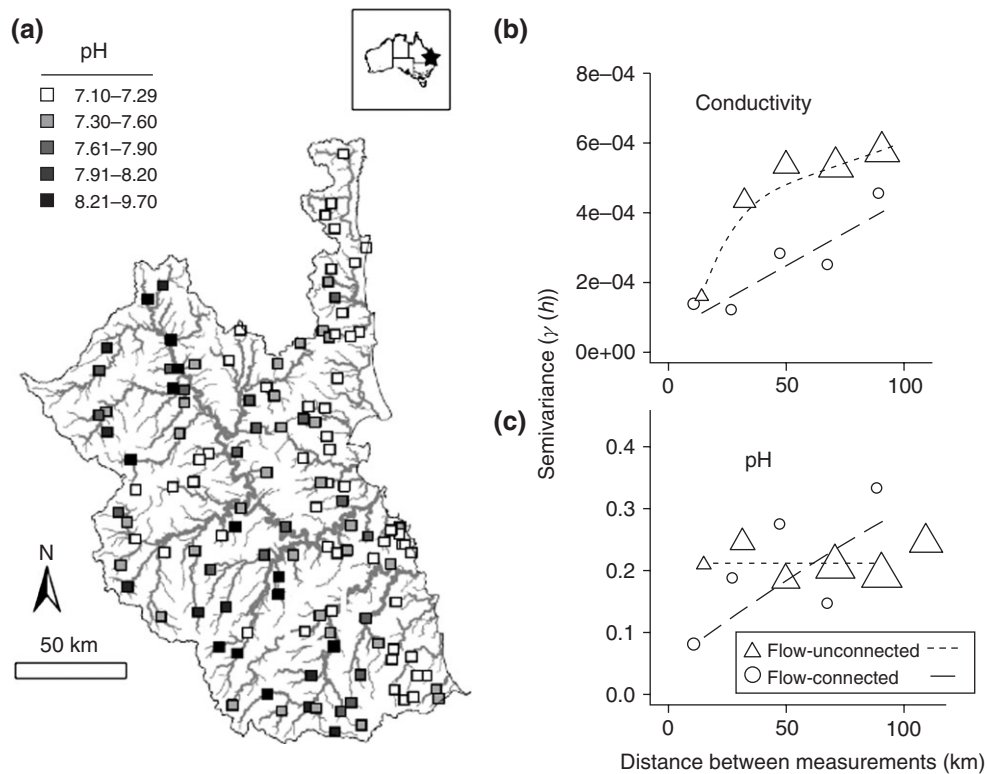 (a)
pH
7.10–7.29
7.30–7.60
7.61–7.90
7.91–8.20
8.21–9.70
N
50 km
(b)
8e−04
6e−04
4e−04
2e−04
0e+00
Conductivity
0
50
100
Semivariance (γ (h))
(c)
0.4
0.3
0.2
0.1
0.0
pH
Flow-unconnected
Flow-connected
0
50
100
Distance between measurements (km)